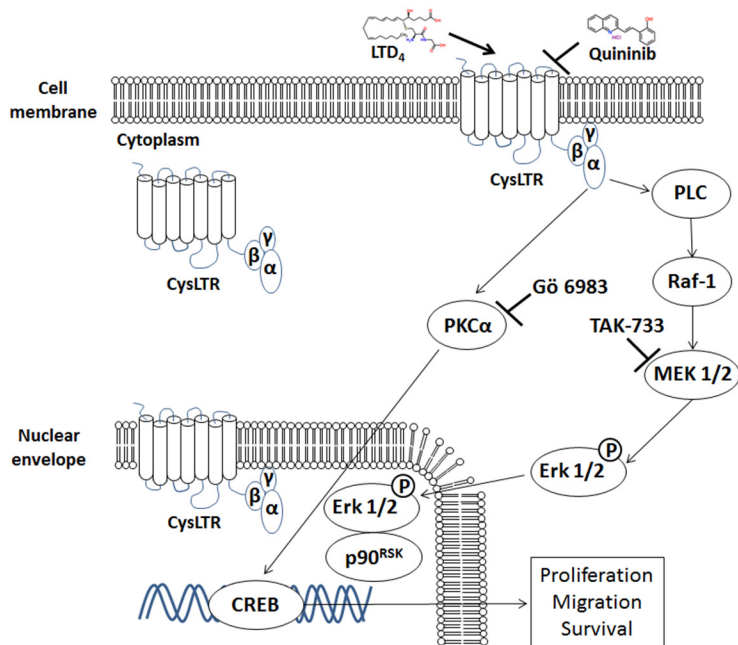 LTD4
Quininib
HCl
Cell
membrane
Cytoplasm
CysLTR
β
γ
α
CysLTR
β
γ
α
PLC
Raf-1
Gö 6983
PKCα
TAK-733
MEK 1/2
Nuclear
envelope
CysLTR
β
γ
α
P
Erk 1/2
P
Erk 1/2
p90RSK
CREB
Proliferation
Migration
Survival